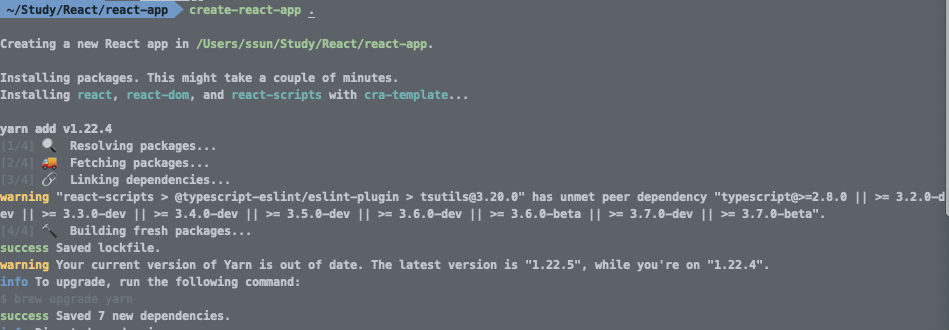 ~/Study/React/react-app create-react-app .
Creating a new React app in /Users/ssun/Study/React/react-app.
Installing packages. This might take a couple of minutes.
Installing react, react-dom, and react-scripts with cra-template...
yarn add v1.22.4
[1/4] 🔍 Resolving packages...
[2/4] 🚚 Fetching packages...
[3/4] 🔗 Linking dependencies...
warning "react-scripts > @typescript-eslint/eslint-plugin > tsutils@3.20.0" has unmet peer dependency "typescript@>=2.8.0 || >= 3.2.0-d
ev || >= 3.3.0-dev || >= 3.4.0-dev || >= 3.5.0-dev || >= 3.6.0-dev || >= 3.6.0-beta || >= 3.7.0-dev || >= 3.7.0-beta".
[4/4] 🔨 Building fresh packages...
success Saved lockfile.
warning Your current version of Yarn is out of date. The latest version is "1.22.5", while you're on "1.22.4".
info To upgrade, run the following command:
$ brew upgrade yarn
success Saved 7 new dependencies.